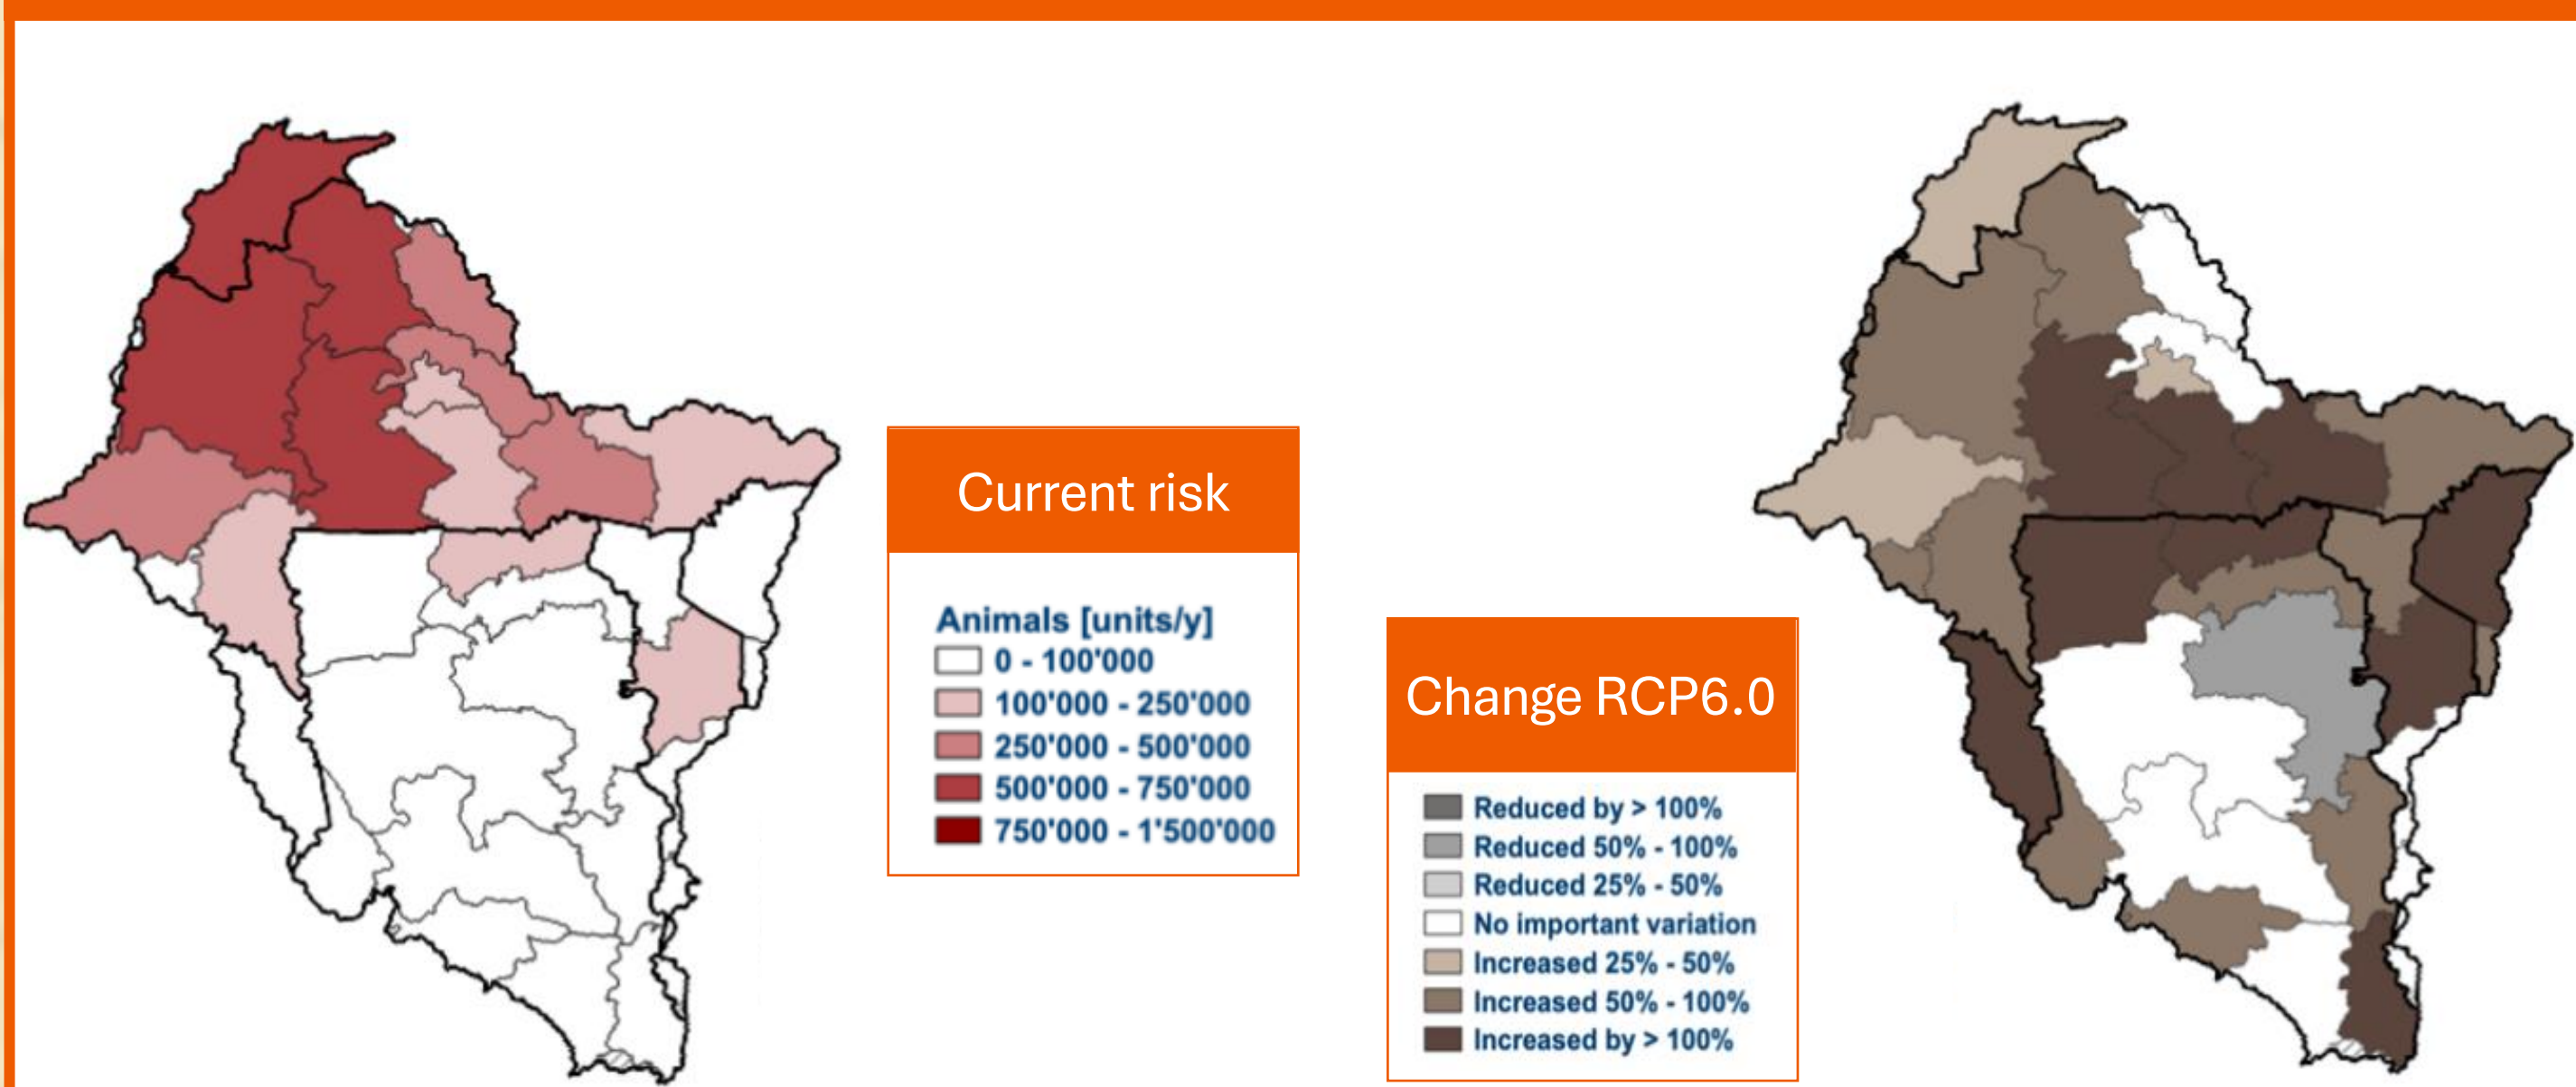 Current risk
Animals [units/y]
0 - 100'000
100'000 - 250'000
250'000 - 500'000
500'000 - 750'000
750'000 - 1'500'000
Change RCP6.0
Reduced by > 100%
Reduced 50% - 100%
Reduced 25% - 50%
No important variation
Increased 25% - 50%
Increased 50% - 100%
Increased by > 100%